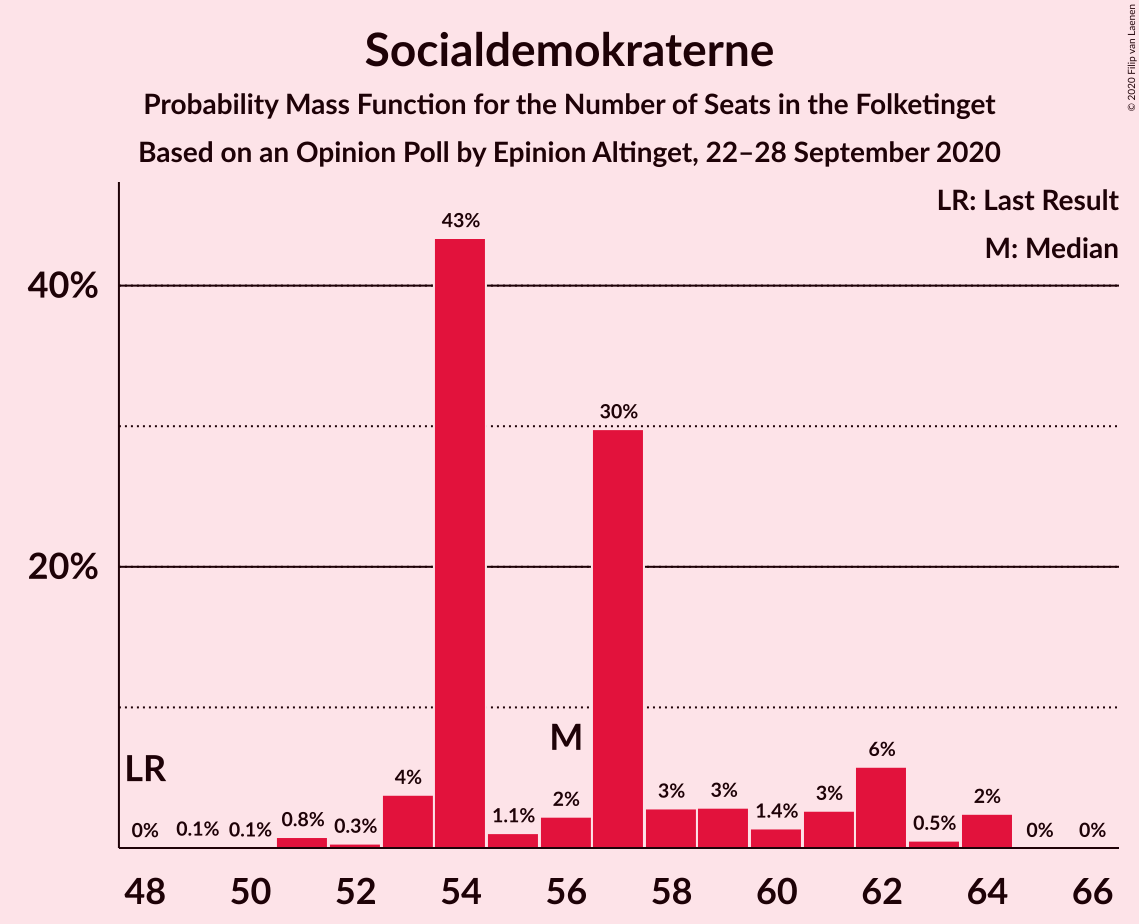 Socialdemokraterne
Probability Mass Function for the Number of Seats in the Folketinget
Based on an Opinion Poll by Epinion Altinget, 22–28 September 2020
© 2020 Filip van Laenen
LR: Last Result
M: Median
40%
20%
LR
M
0%
0.1%
0.1%
0.8%
0.3%
4%
43%
1.1%
2%
30%
3%
3%
1.4%
3%
6%
0.5%
2%
0%
0%
48 50 52 54 56 58 60 62 64 66